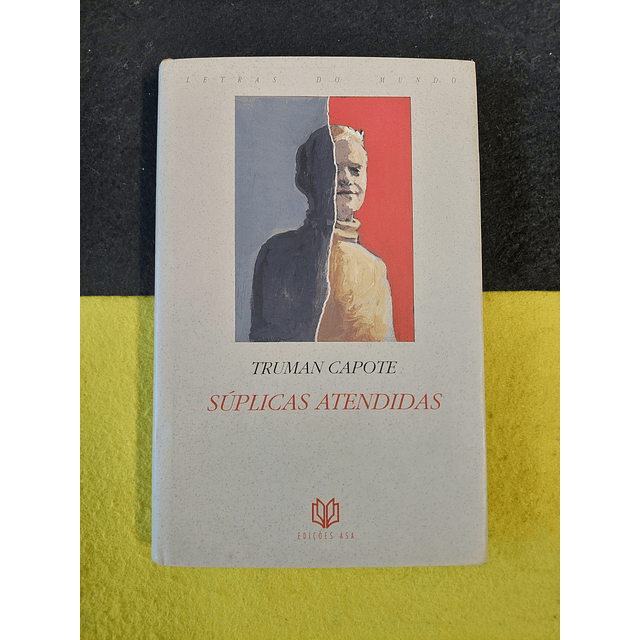 LETRAS DO MUNDO
TRUMAN CAPOTE
SÚPLICAS ATENDIDAS
EDIÇÕES ASA